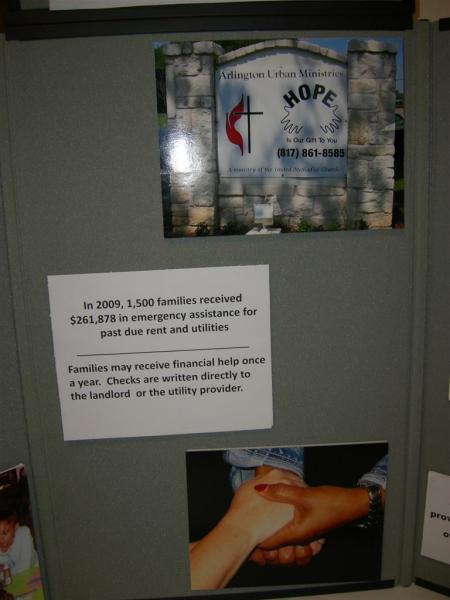 Arlington Urban Ministries
HOPE
Is Our Gift To You
(817) 861-8585
A ministry of the United Methodist Church
In 2009, 1,500 families received
$261,878 in emergency assistance for
past due rent and utilities
Families may receive financial help once
a year. Checks are written directly to
the landlord or the utility provider.
prov
o